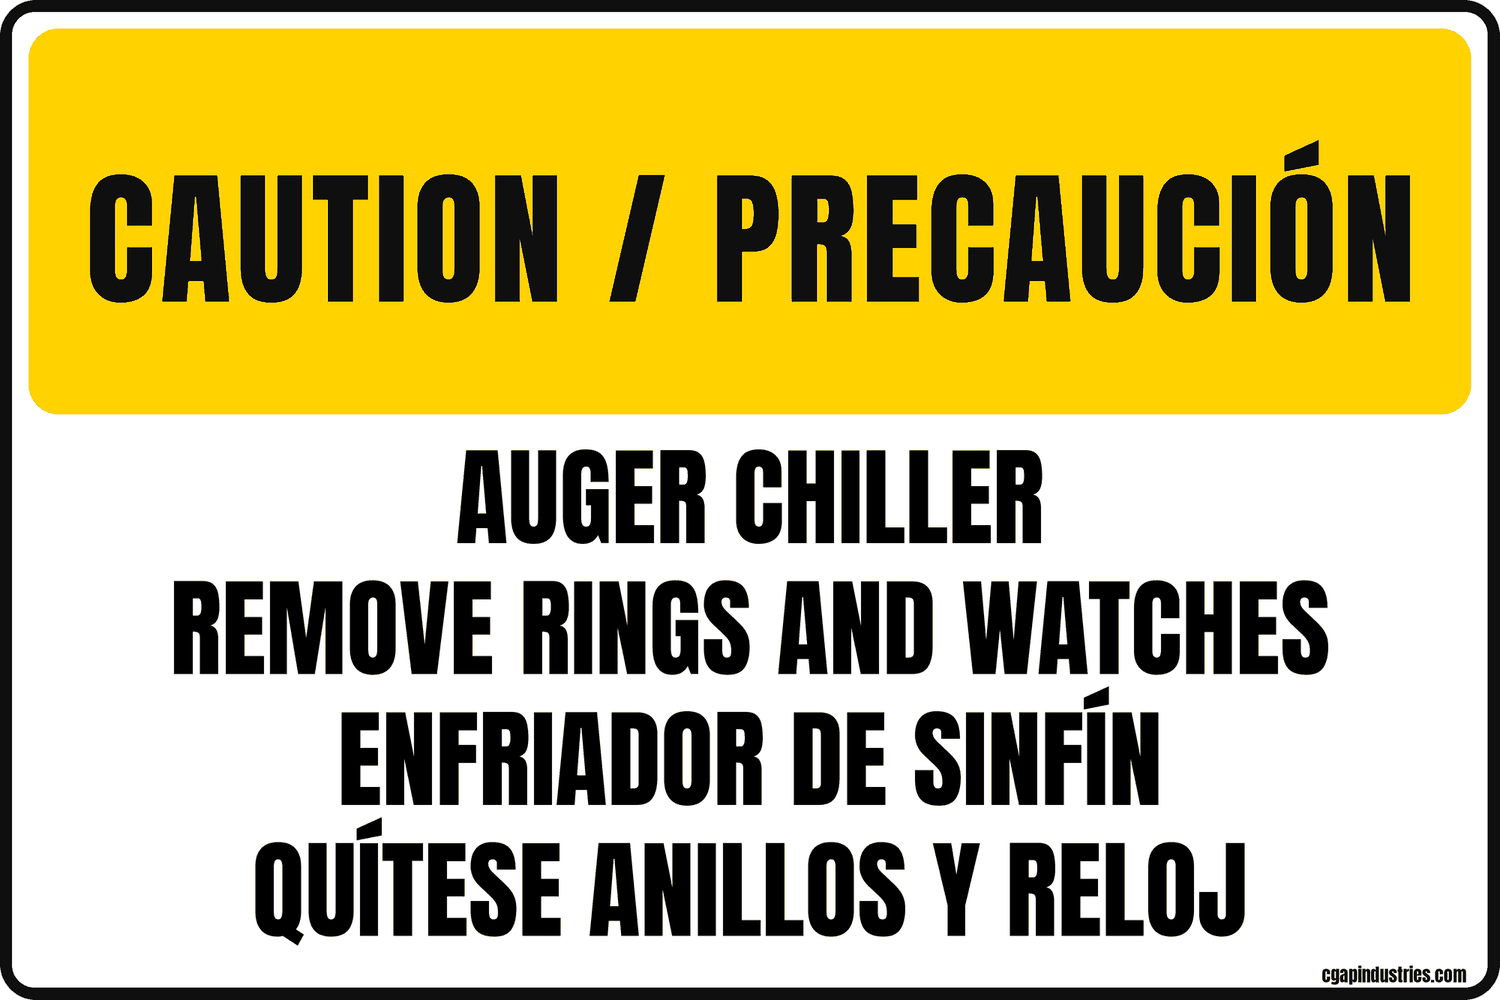 CAUTION / PRECAUCIÓN
AUGER CHILLER
REMOVE RINGS AND WATCHES
ENFRIADOR DE SINFÍN
QUÍTESE ANILLOS Y RELOJ
cgapindustries.com